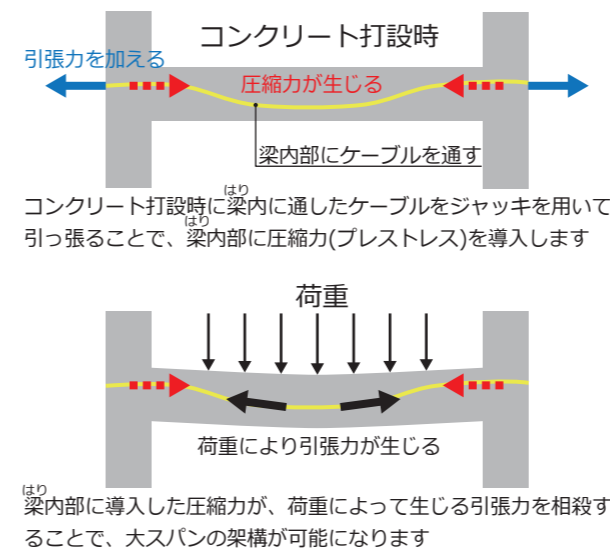 コンクリート打設時
引張力を加える
圧縮力が生じる
梁内部にケーブルを通す
はり
コンクリート打設時に梁内に通したケーブルをジャッキを用いて
はり
引っ張ることで、梁内部に圧縮力(プレストレス)を導入します
荷重
荷重により引張力が生じる
はり
梁内部に導入した圧縮力が、荷重によって生じる引張力を相殺す
ることで、大スパンの架構が可能になります